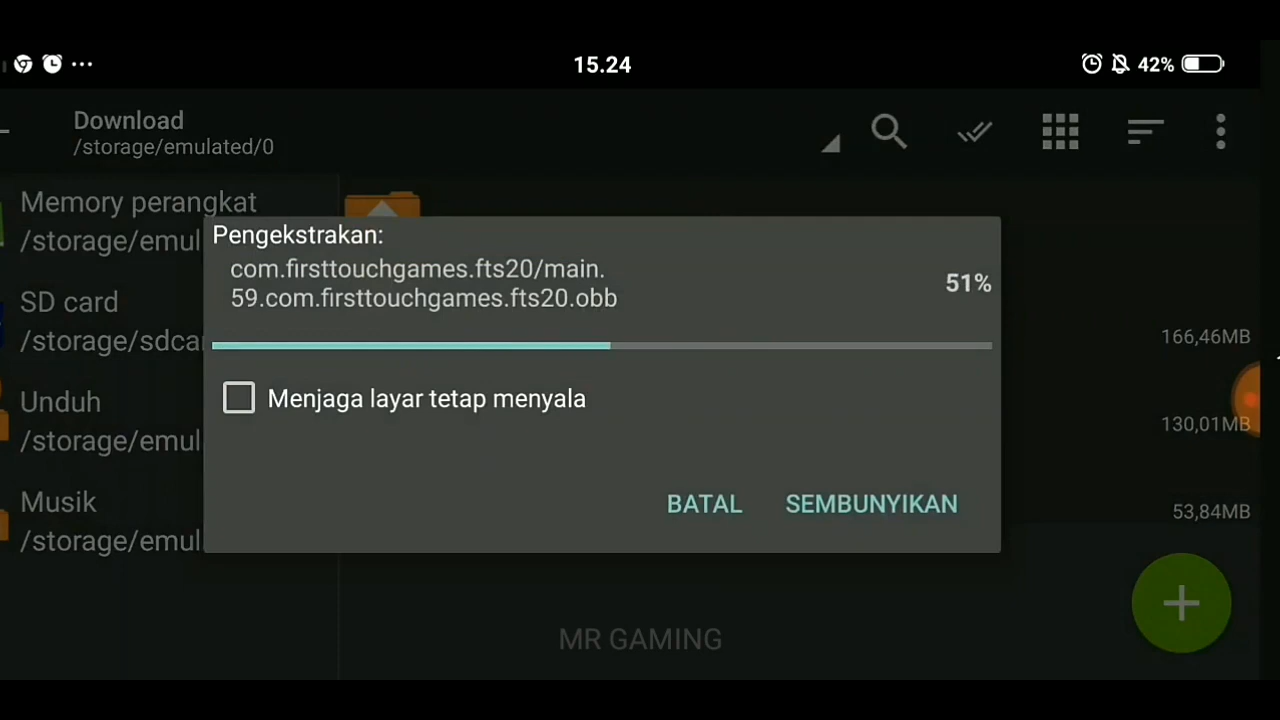 15.24
42%
Download
/storage/emulated/0
Memory perangkat
/storage/emul
SD card
/storage/sdca
Unduh
/storage/emul
Musik
/storage/emul
Pengekstrakan:
com.firsttouchgames.fts20/main.
59.com.firsttouchgames.fts20.obb
51%
Menjaga layar tetap menyala
BATAL
SEMBUNYIKAN
166,46MB
130,01MB
53,84MB
MR GAMING